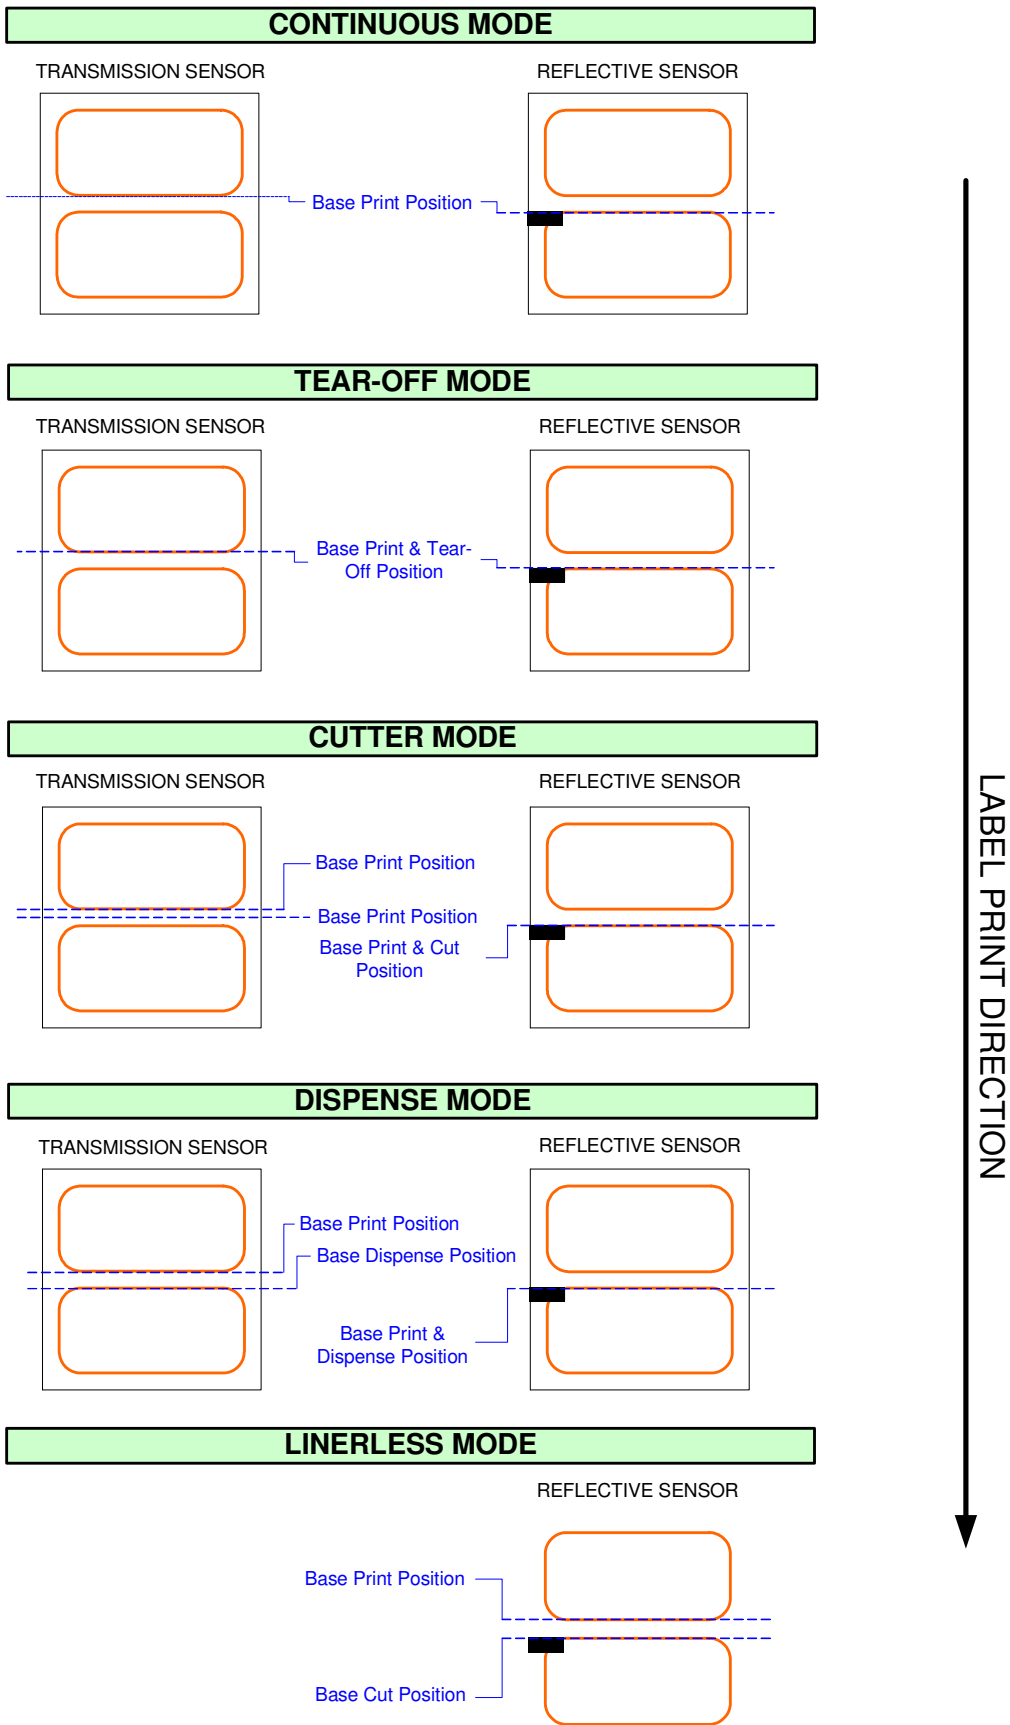 CONTINUOUS MODE
TRANSMISSION SENSOR
REFLECTIVE SENSOR
Base Print Position
TEAR-OFF MODE
TRANSMISSION SENSOR
REFLECTIVE SENSOR
Base Print & Tear-
Off Position
CUTTER MODE
TRANSMISSION SENSOR
REFLECTIVE SENSOR
Base Print Position
Base Print Position
Base Print & Cut
Position
DISPENSE MODE
TRANSMISSION SENSOR
REFLECTIVE SENSOR
Base Print Position
Base Dispense Position
Base Print &
Dispense Position
LINERLESS MODE
REFLECTIVE SENSOR
Base Print Position
Base Cut Position
LABEL PRINT DIRECTION